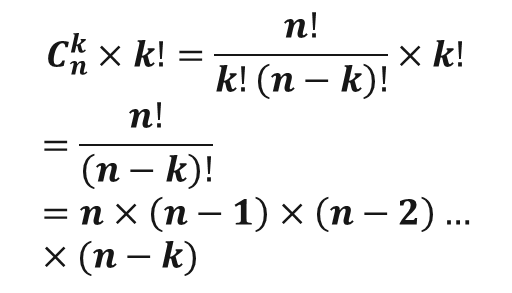 C_n^k × k! = n! / (k! (n − k)!) × k!
= n! / (n − k)!
= n × (n − 1) × (n − 2) …
× (n − k)